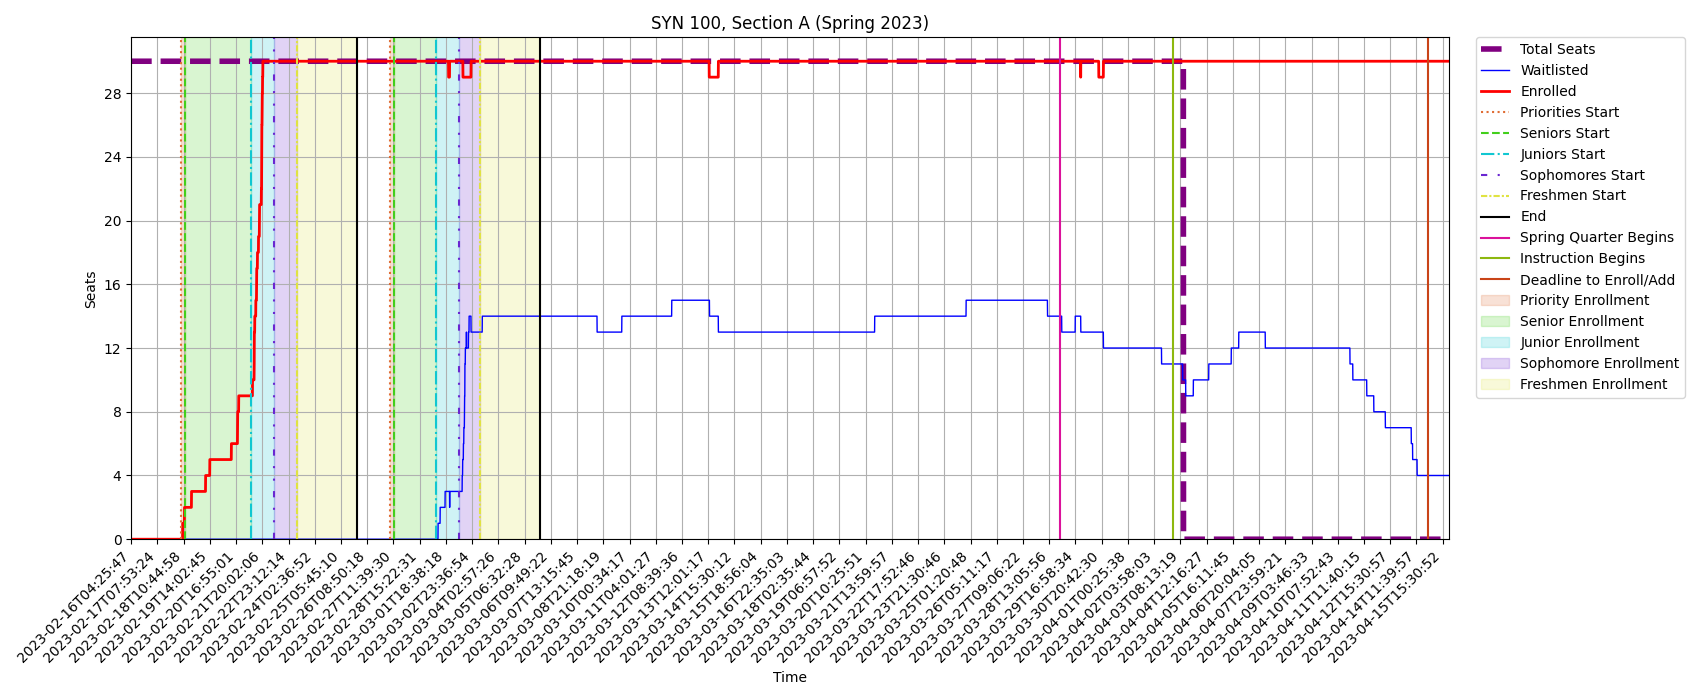 SYN 100, Section A (Spring 2023)
Seats
28
24
20
16
12
8
4
0
2023-02-16T04:25:47
2023-02-17T07:53:24
2023-02-18T10:44:58
2023-02-19T14:02:45
2023-02-20T16:55:01
2023-02-21T20:02:06
2023-02-22T23:12:14
2023-02-24T02:36:52
2023-02-25T05:45:10
2023-02-26T08:50:18
2023-02-27T11:39:30
2023-02-28T15:22:31
2023-03-01T18:38:18
2023-03-02T23:36:54
2023-03-04T02:57:26
2023-03-05T06:32:28
2023-03-06T09:49:22
2023-03-07T13:15:45
2023-03-08T21:18:19
2023-03-10T00:34:17
2023-03-11T04:01:27
2023-03-12T08:39:36
2023-03-13T12:01:17
2023-03-14T15:30:12
2023-03-15T18:56:04
2023-03-16T22:35:03
2023-03-18T02:35:44
2023-03-19T06:57:52
2023-03-20T10:25:51
2023-03-21T13:59:57
2023-03-22T17:52:46
2023-03-23T21:30:46
2023-03-25T01:20:48
2023-03-26T05:11:17
2023-03-27T09:06:22
2023-03-28T13:05:56
2023-03-29T16:58:34
2023-03-30T20:42:30
2023-04-01T00:25:38
2023-04-02T03:58:03
2023-04-03T08:13:19
2023-04-04T12:16:27
2023-04-05T16:11:45
2023-04-06T20:04:05
2023-04-07T23:59:21
2023-04-09T03:46:33
2023-04-10T07:52:43
2023-04-11T11:40:15
2023-04-12T15:30:57
2023-04-14T11:39:57
2023-04-15T15:30:52
Time
Total Seats
Waitlisted
Enrolled
Priorities Start
Seniors Start
Juniors Start
Sophomores Start
Freshmen Start
End
Spring Quarter Begins
Instruction Begins
Deadline to Enroll/Add
Priority Enrollment
Senior Enrollment
Junior Enrollment
Sophomore Enrollment
Freshmen Enrollment